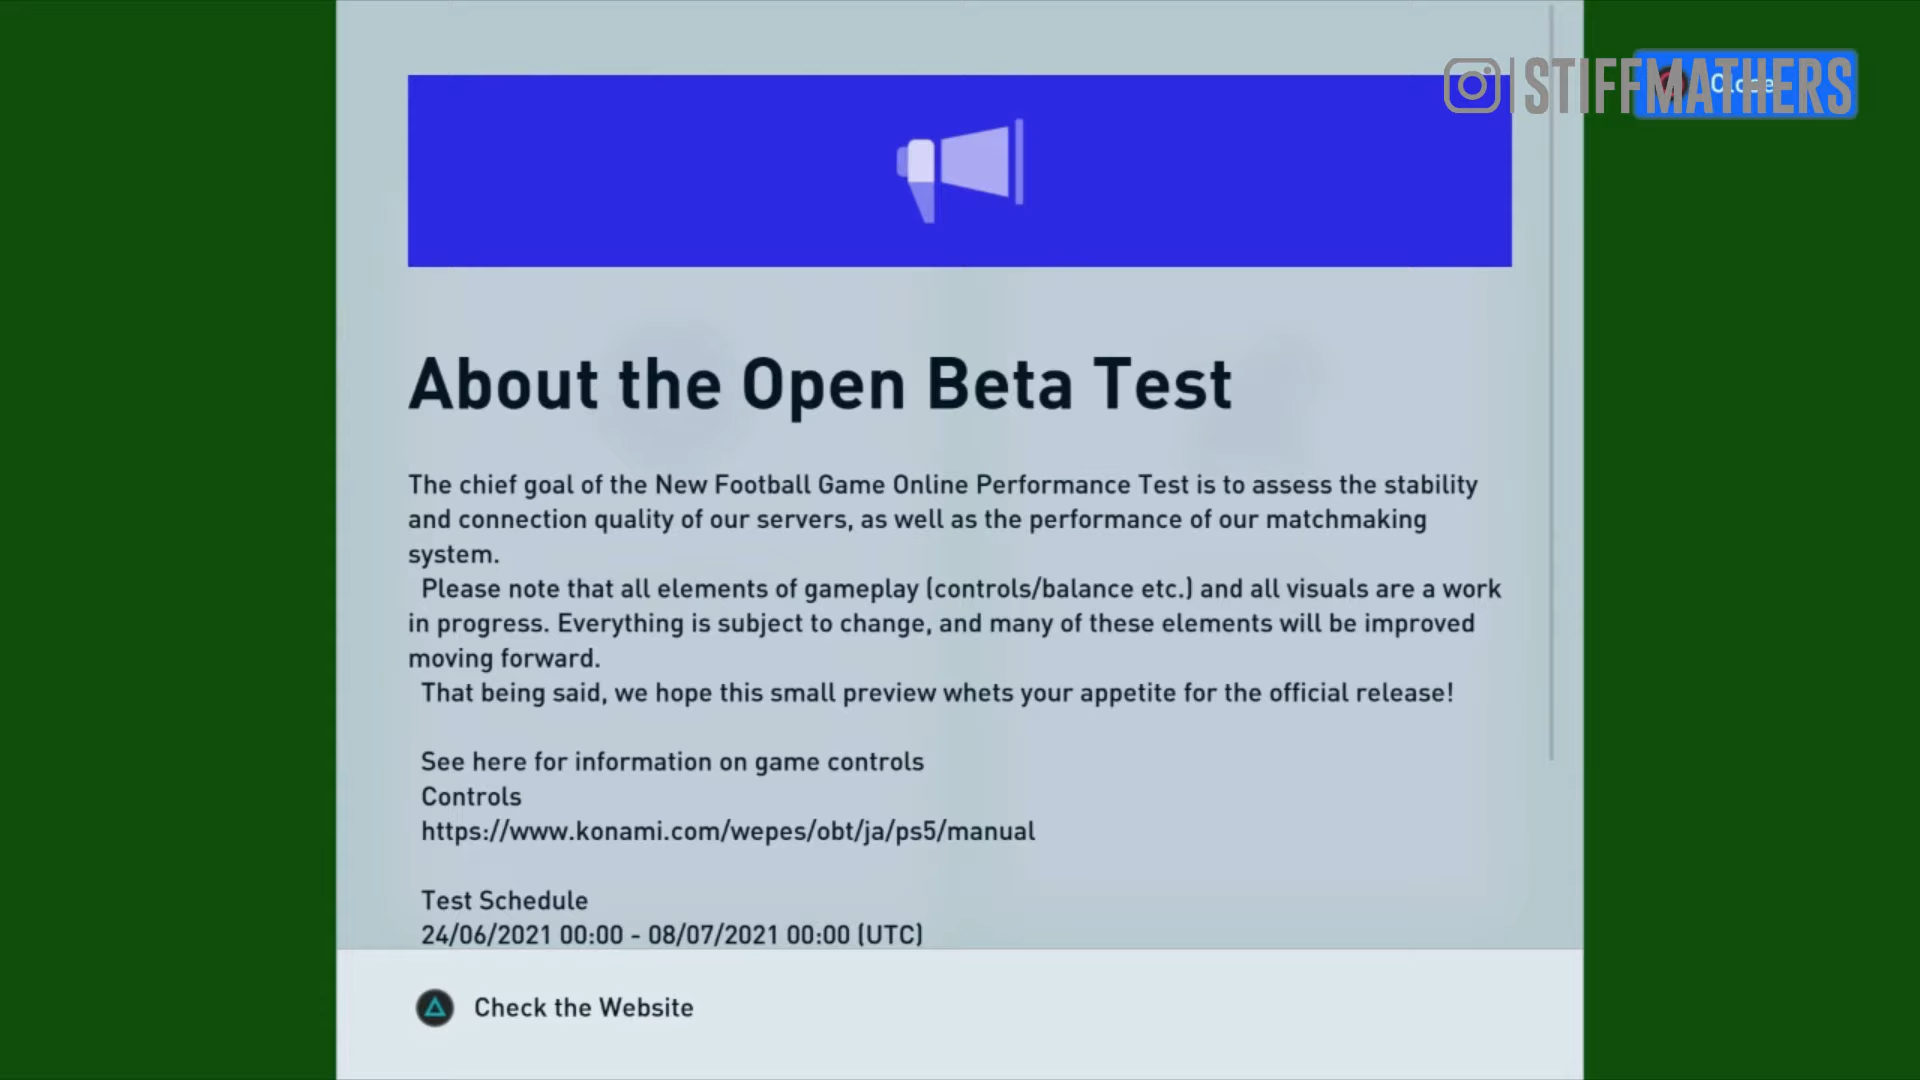 STIFFMATHERS
Close
About the Open Beta Test
The chief goal of the New Football Game Online Performance Test is to assess the stability
and connection quality of our servers, as well as the performance of our matchmaking
system.
Please note that all elements of gameplay (controls/balance etc.) and all visuals are a work
in progress. Everything is subject to change, and many of these elements will be improved
moving forward.
That being said, we hope this small preview whets your appetite for the official release!
See here for information on game controls
Controls
https://www.konami.com/wepes/obt/ja/ps5/manual
Test Schedule
24/06/2021 00:00 - 08/07/2021 00:00 (UTC)
Check the Website